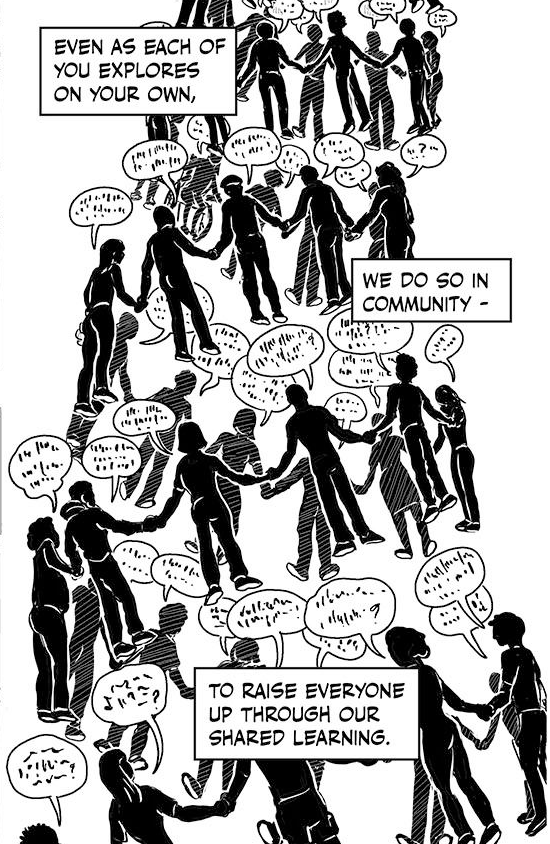 EVEN AS EACH OF
YOU EXPLORES
ON YOUR OWN,
?
WE DO SO IN
COMMUNITY -
?
?
TO RAISE EVERYONE
UP THROUGH OUR
SHARED LEARNING.